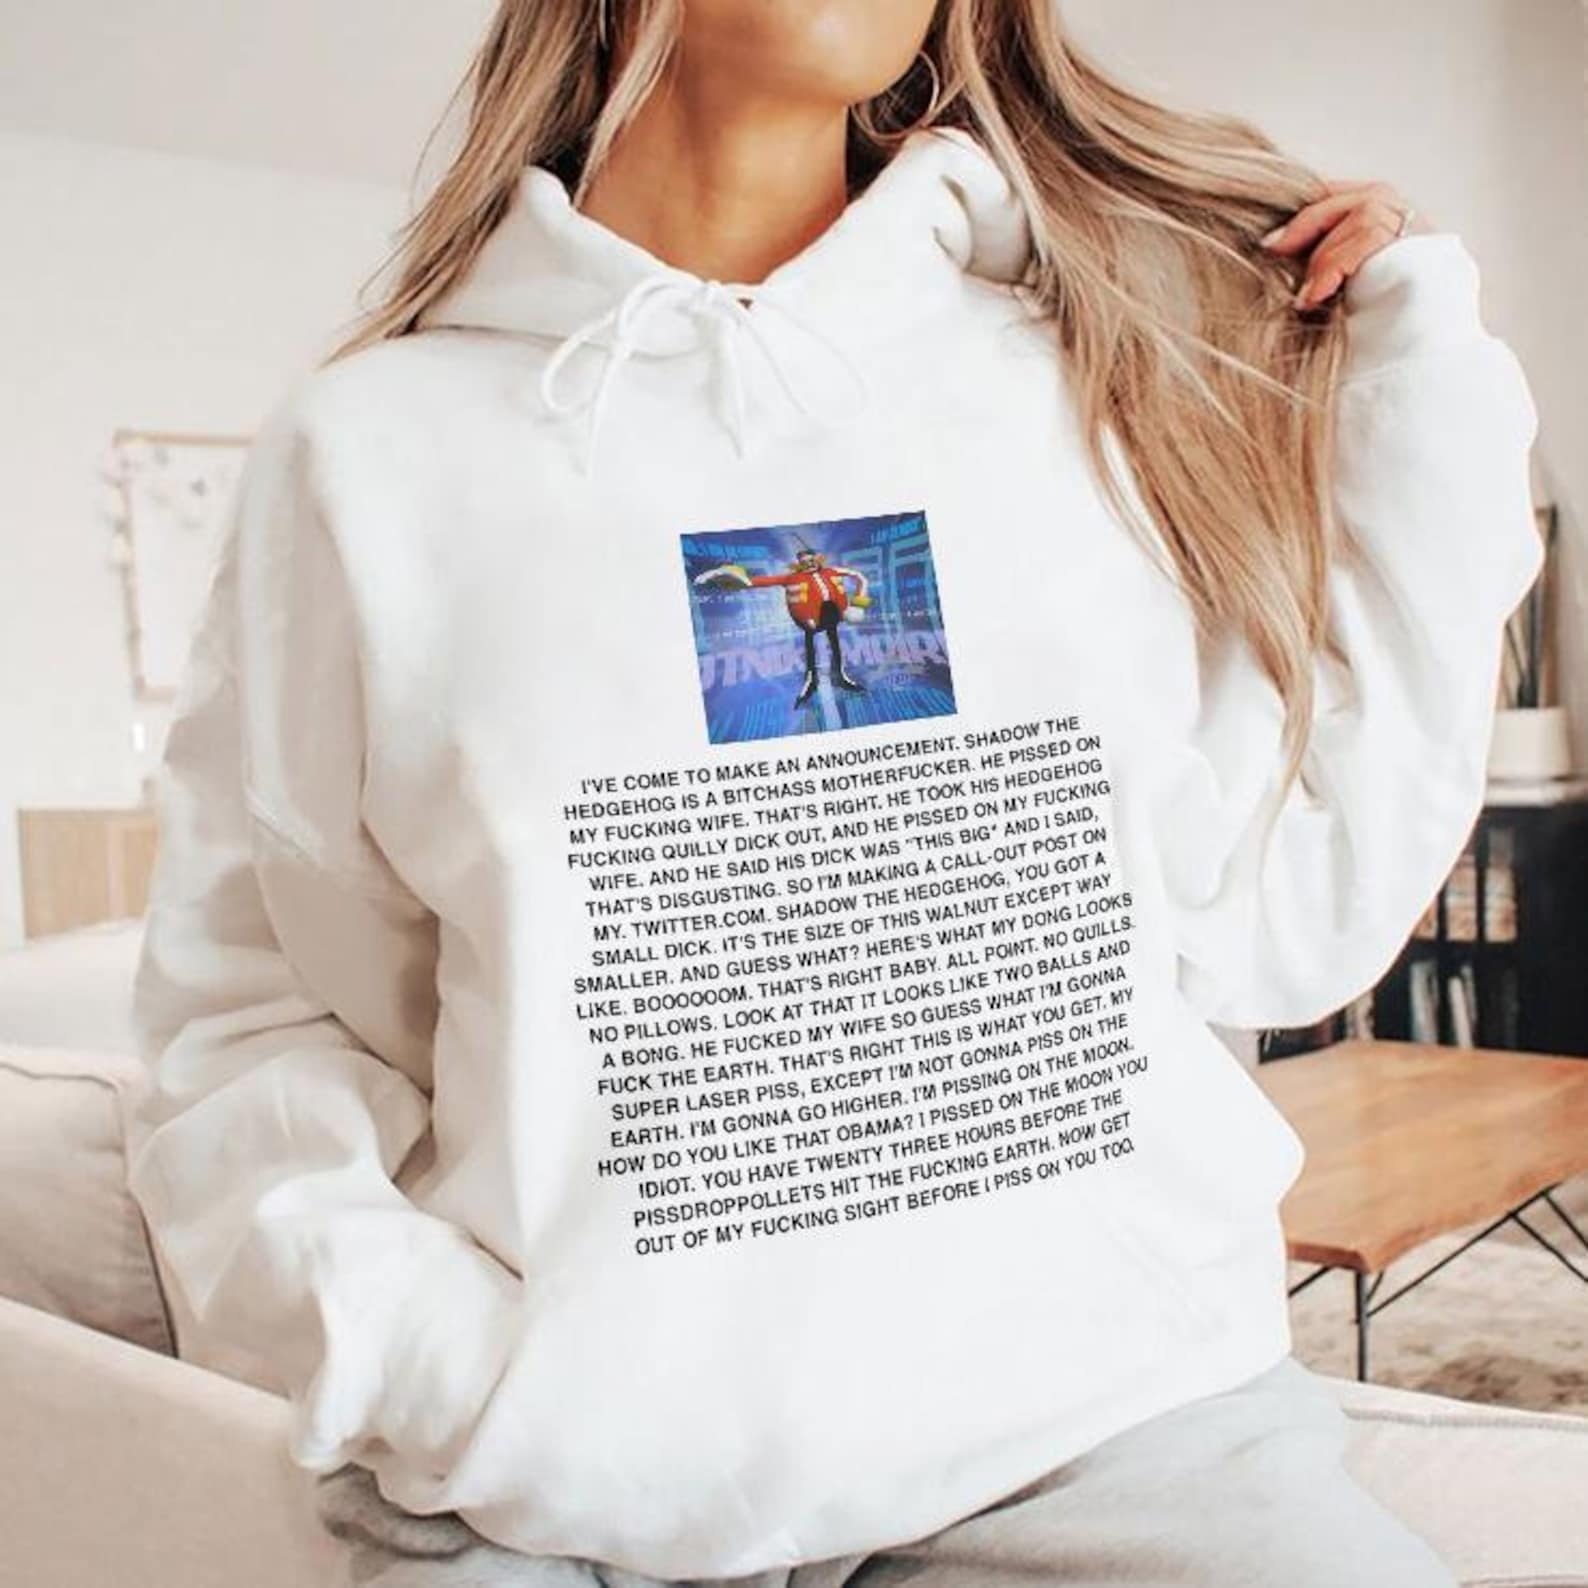 I'VE COME TO MAKE AN ANNOUNCEMENT. SHADOW THE
HEDGEHOG IS A BITCHASS MOTHERFUCKER. HE PISSED ON
MY FUCKING WIFE. THAT'S RIGHT. HE TOOK HIS HEDGEHOG
FUCKING QUILLY DICK OUT, AND HE PISSED ON MY FUCKING
WIFE. AND HE SAID HIS DICK WAS "THIS BIG" AND I SAID,
THAT'S DISGUSTING. SO I'M MAKING A CALL-OUT POST ON
MY. TWITTER.COM. SHADOW THE HEDGEHOG, YOU GOT A
SMALL DICK. IT'S THE SIZE OF THIS WALNUT EXCEPT WAY
SMALLER. AND GUESS WHAT? HERE'S WHAT MY DONG LOOKS
LIKE. BOOOOOOM. THAT'S RIGHT BABY. ALL POINT. NO QUILLS.
NO PILLOWS. LOOK AT THAT IT LOOKS LIKE TWO BALLS AND
A BONG. HE FUCKED MY WIFE SO GUESS WHAT I'M GONNA
FUCK THE EARTH. THAT'S RIGHT THIS IS WHAT YOU GET. MY
SUPER LASER PISS, EXCEPT I'M NOT GONNA PISS ON THE
EARTH. I'M GONNA GO HIGHER. I'M PISSING ON THE MOON.
HOW DO YOU LIKE THAT OBAMA? I PISSED ON THE MOON YOU
IDIOT. YOU HAVE TWENTY THREE HOURS BEFORE THE
PISSDROPPOLLETS HIT THE FUCKING EARTH. NOW GET
OUT OF MY FUCKING SIGHT BEFORE I PISS ON YOU TOO.